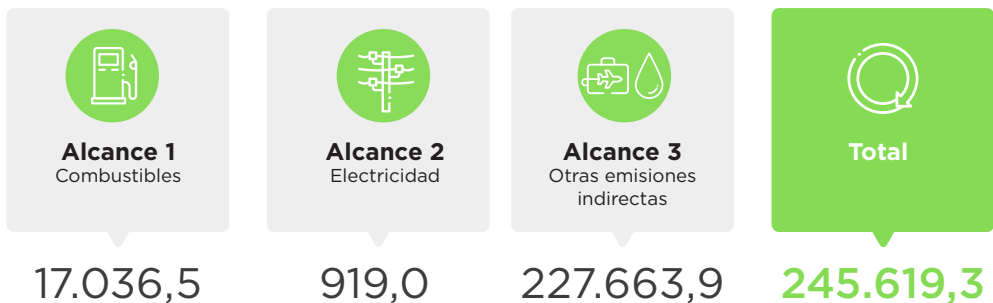 Alcance 1
Combustibles
17.036,5
Alcance 2
Electricidad
919,0
Alcance 3
Otras emisiones
indirectas
227.663,9
Total
245.619,3